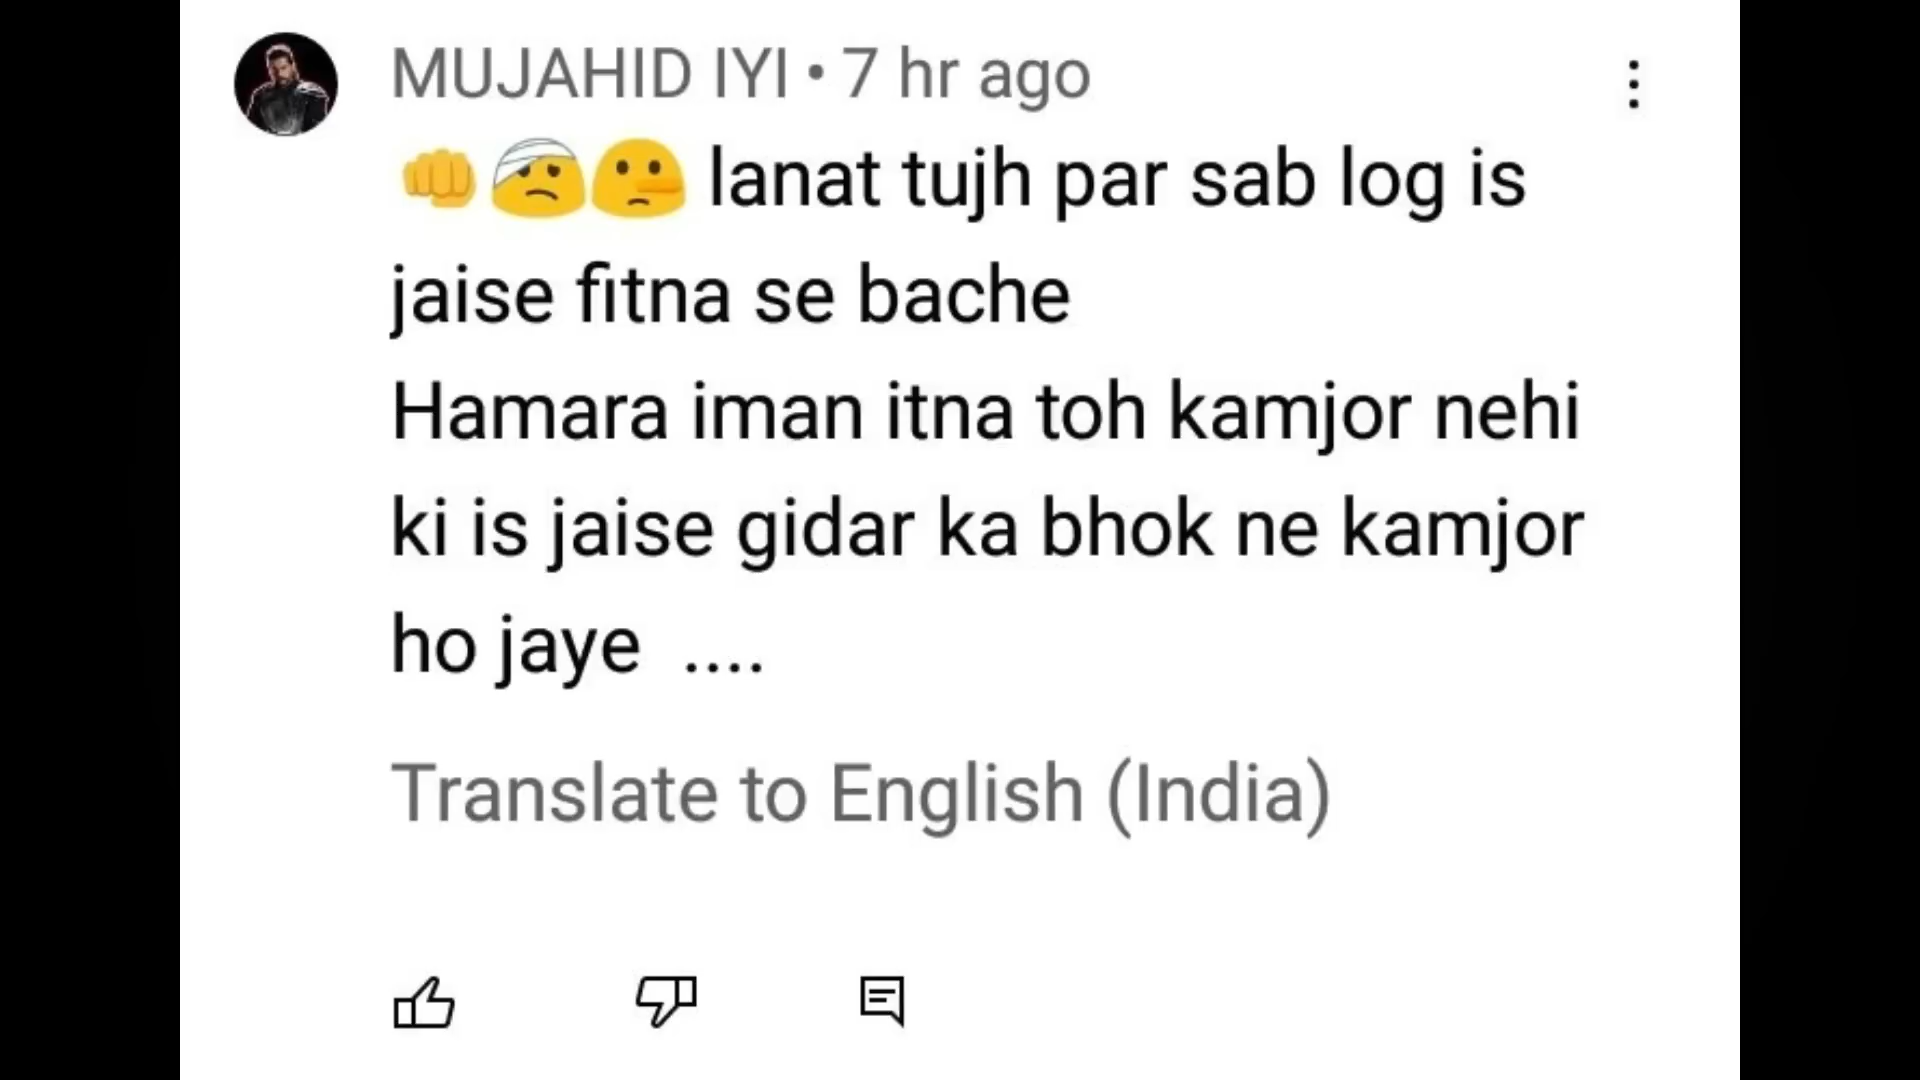 MUJAHID IYI • 7 hr ago
👊🤕🤥 lanat tujh par sab log is
jaise fitna se bache
Hamara iman itna toh kamjor nehi
ki is jaise gidar ka bhok ne kamjor
ho jaye ....
Translate to English (India)